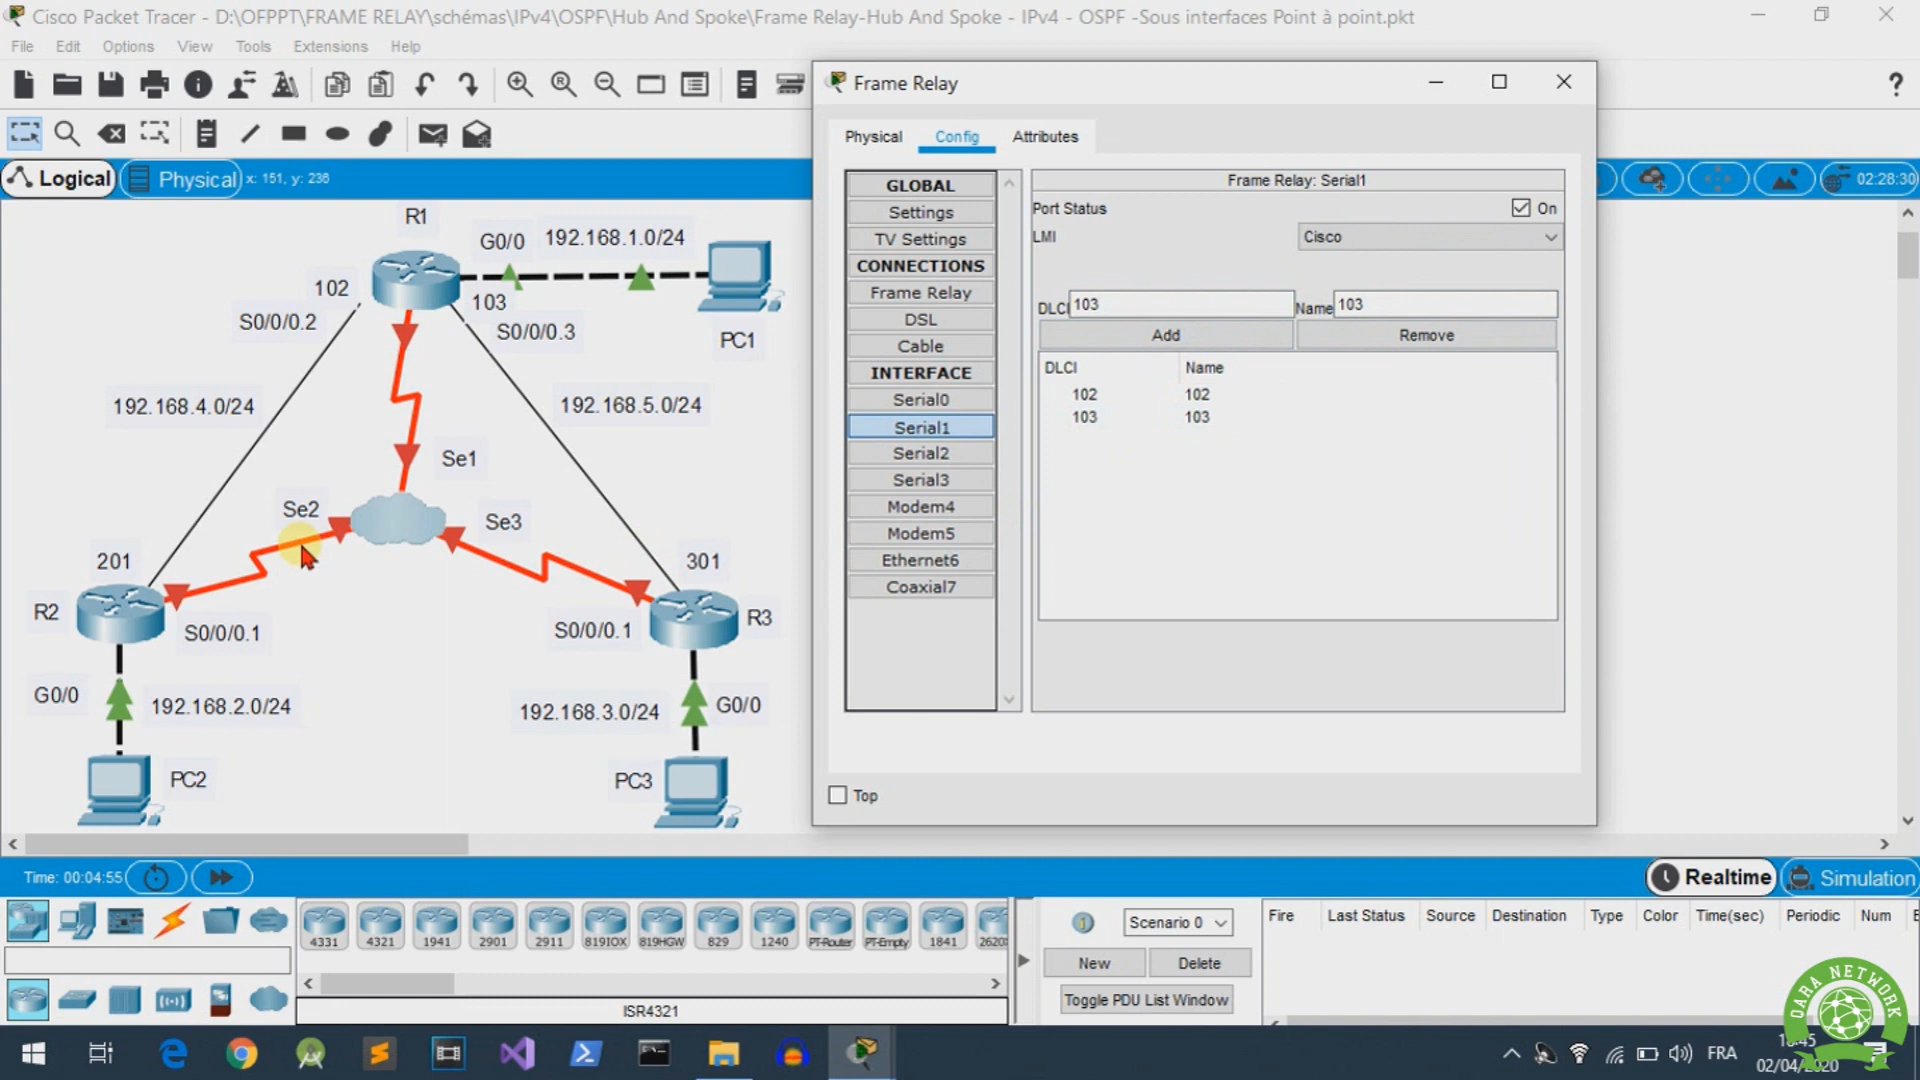 Cisco Packet Tracer - D:\OFPPT\FRAME RELAY\schémas\IPv4\OSPF\Hub And Spoke\Frame Relay-Hub And Spoke - IPv4 - OSPF -Sous interfaces Point à point.pkt
File Edit Options View Tools Extensions Help
Logical Physical x: 151, y: 236
02:28:30
R1
G0/0 192.168.1.0/24
102
103
S0/0/0.2
S0/0/0.3
PC1
192.168.4.0/24
192.168.5.0/24
Se1
Se2
Se3
201
301
R2
R3
S0/0/0.1
S0/0/0.1
G0/0
192.168.2.0/24
192.168.3.0/24
G0/0
PC2
PC3
Frame Relay
Physical Config Attributes
GLOBAL
Settings
TV Settings
CONNECTIONS
Frame Relay
DSL
Cable
INTERFACE
Serial0
Serial1
Serial2
Serial3
Modem4
Modem5
Ethernet6
Coaxial7
Frame Relay: Serial1
Port Status On
LMI Cisco
DLCI 103 Name 103
Add Remove
DLCI Name
102 102
103 103
Top
Time: 00:04:55
Realtime Simulation
4331 4321 1941 2901 2911 819IOX 819HGW 829 1240 PT-Router PT-Empty 1841 2620X
ISR4321
Scenario 0
New Delete
Toggle PDU List Window
Fire Last Status Source Destination Type Color Time(sec) Periodic Num
OARA NETWORK
FRA
02/04/2020